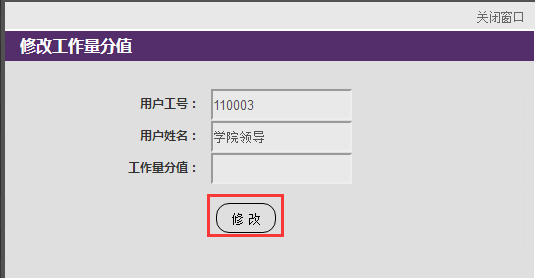 关闭窗口
修改工作量分值
用户工号： 110003
用户姓名： 学院领导
工作量分值：
修 改